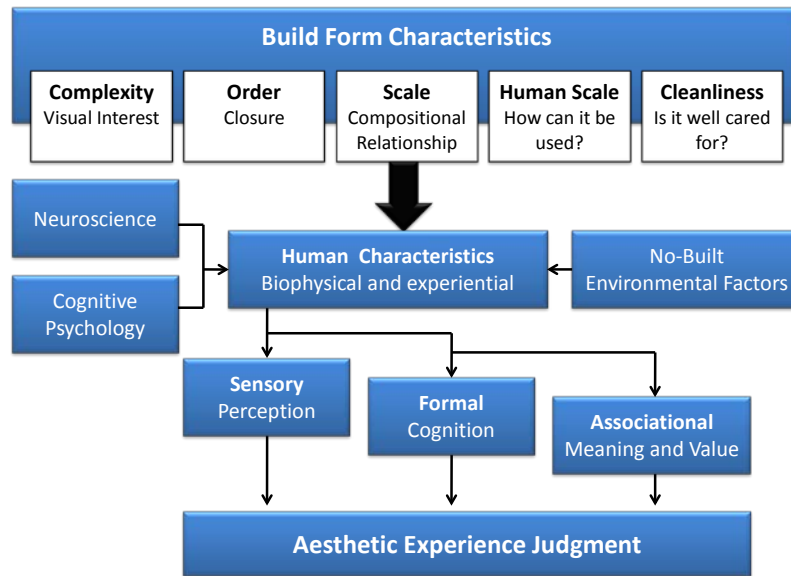 Build Form Characteristics
Complexity
Visual Interest
Order
Closure
Scale
Compositional
Relationship
Human Scale
How can it be
used?
Cleanliness
Is it well cared
for?
Neuroscience
Cognitive
Psychology
Human Characteristics
Biophysical and experiential
No-Built
Environmental Factors
Sensory
Perception
Formal
Cognition
Associational
Meaning and Value
Aesthetic Experience Judgment